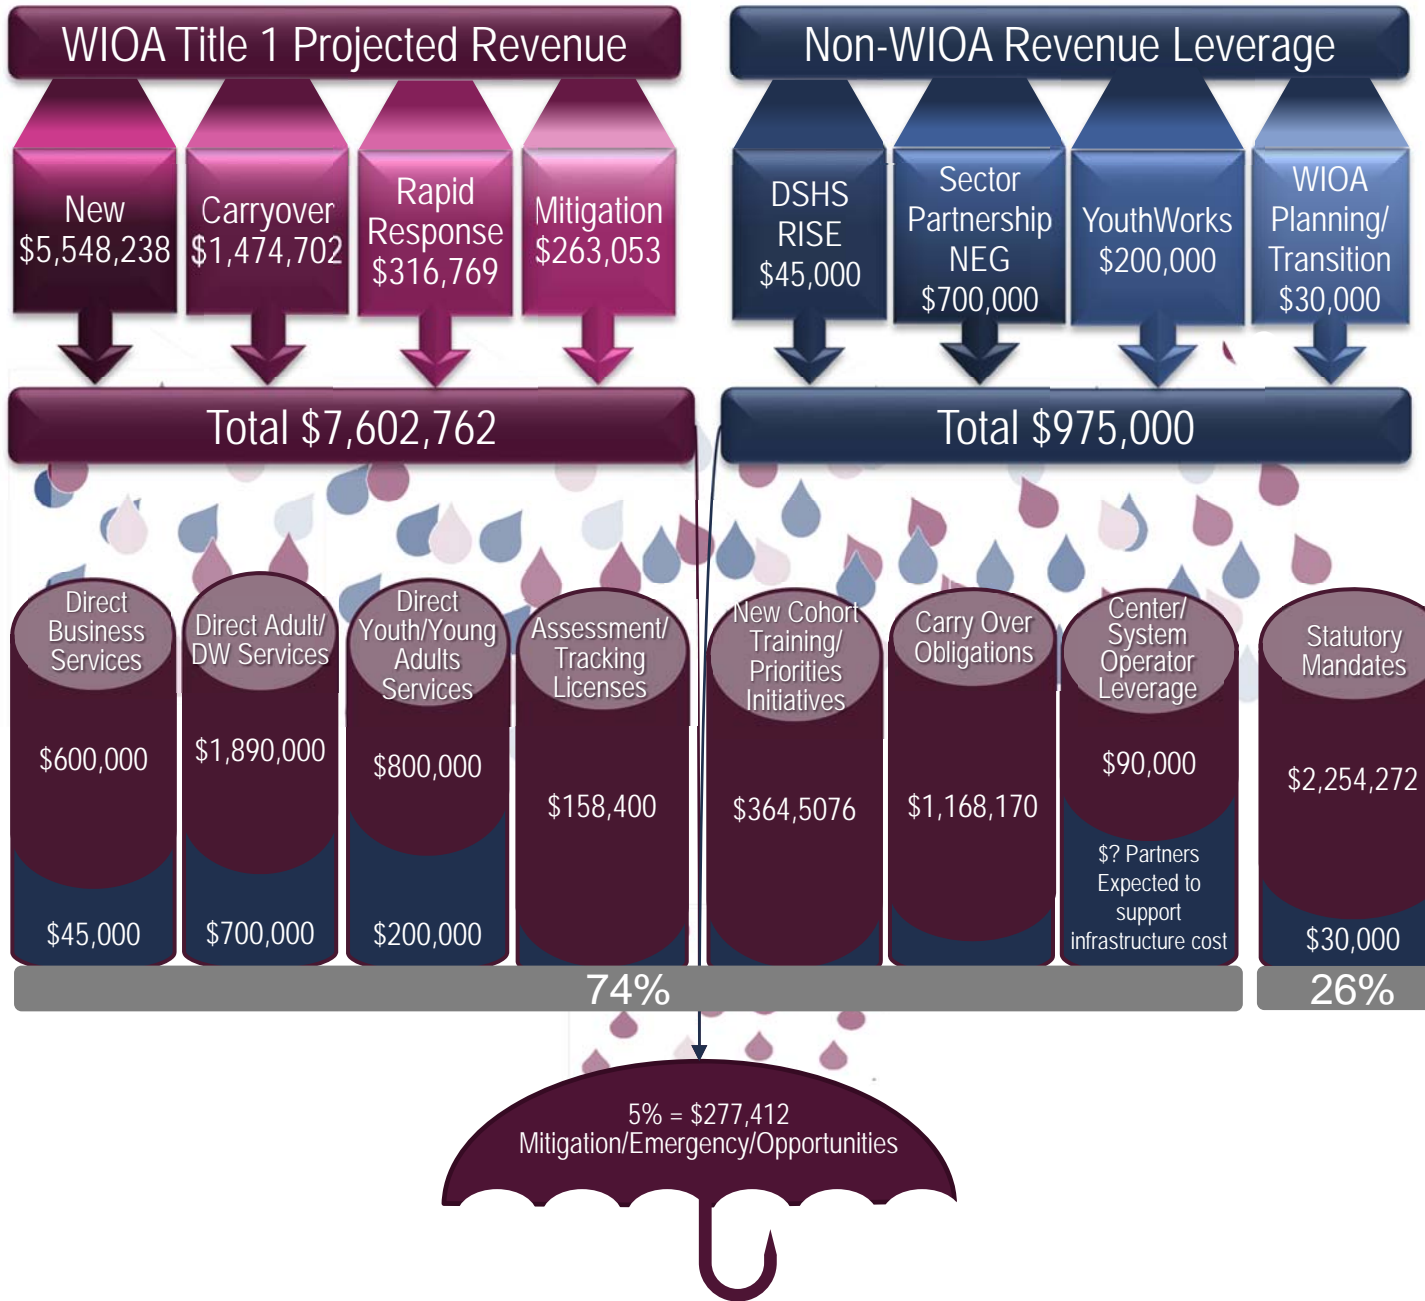 WIOA Title 1 Projected Revenue
New
$5,548,238
Carryover
$1,474,702
Rapid
Response
$316,769
Mitigation
$263,053
Total $7,602,762
Non-WIOA Revenue Leverage
DSHS
RISE
$45,000
Sector
Partnership
NEG
$700,000
YouthWorks
$200,000
WIOA
Planning/
Transition
$30,000
Total $975,000
Direct
Business
Services
$600,000
$45,000
Direct Adult/
DW Services
$1,890,000
$700,000
Direct
Youth/Young
Adults
Services
$800,000
$200,000
Assessment/
Tracking
Licenses
$158,400
New Cohort
Training/
Priorities
Initiatives
$364,5076
Carry Over
Obligations
$1,168,170
Center/
System
Operator
Leverage
$90,000
$? Partners
Expected to
support
infrastructure cost
Statutory
Mandates
$2,254,272
$30,000
74%
26%
5% = $277,412
Mitigation/Emergency/Opportunities